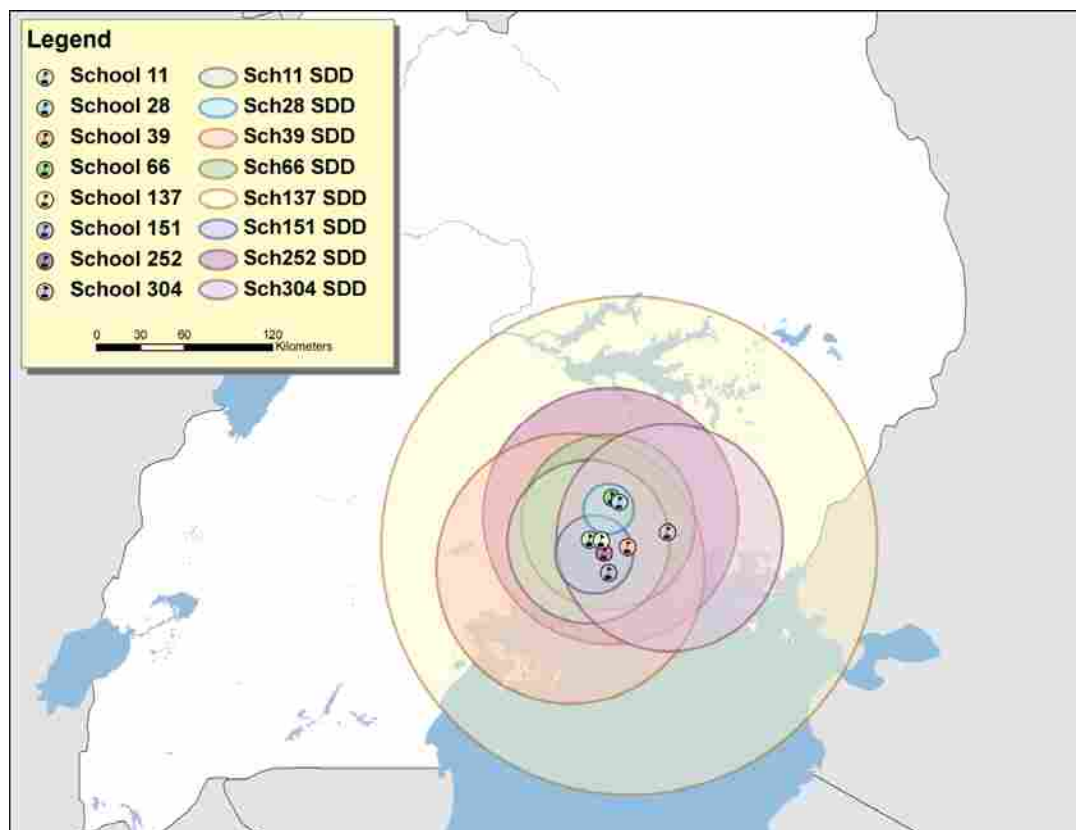 Legend
School 11 Sch11 SDD
School 28 Sch28 SDD
School 39 Sch39 SDD
School 66 Sch66 SDD
School 137 Sch137 SDD
School 151 Sch151 SDD
School 252 Sch252 SDD
School 304 Sch304 SDD
0 30 60 120
Kilometers